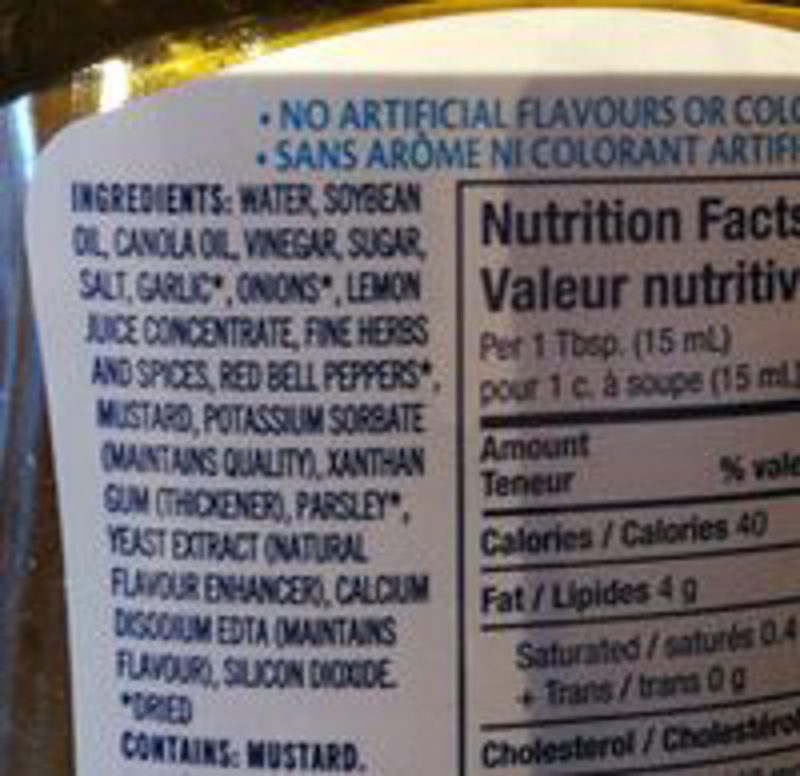 • NO ARTIFICIAL FLAVOURS OR
• SANS ARÔME NI COLORANT
INGREDIENTS: WATER, SOYBEAN
OIL, CANOLA OIL, VINEGAR, SUGAR,
SALT, GARLIC*, ONIONS*, LEMON
JUICE CONCENTRATE, FINE HERBS
AND SPICES, RED BELL PEPPERS*,
MUSTARD, POTASSIUM SORBATE
(MAINTAINS QUALITY), XANTHAN
GUM (THICKENER), PARSLEY*,
YEAST EXTRACT (NATURAL
FLAVOUR ENHANCER), CALCIUM
DISODIUM EDTA (MAINTAINS
FLAVOUR), SILICON DIOXIDE.
*DRIED
CONTAINS: MUSTARD.
Nutrition Facts
Valeur nutritiv
Per 1 Tbsp. (15 mL)
pour 1 c. à soupe (15 mL)
Amount
Teneur % vale
Calories / Calories 40
Fat / Lipides 4 g
Saturated / saturés 0.4
+ Trans / trans 0 g
Cholesterol / Cholestérol